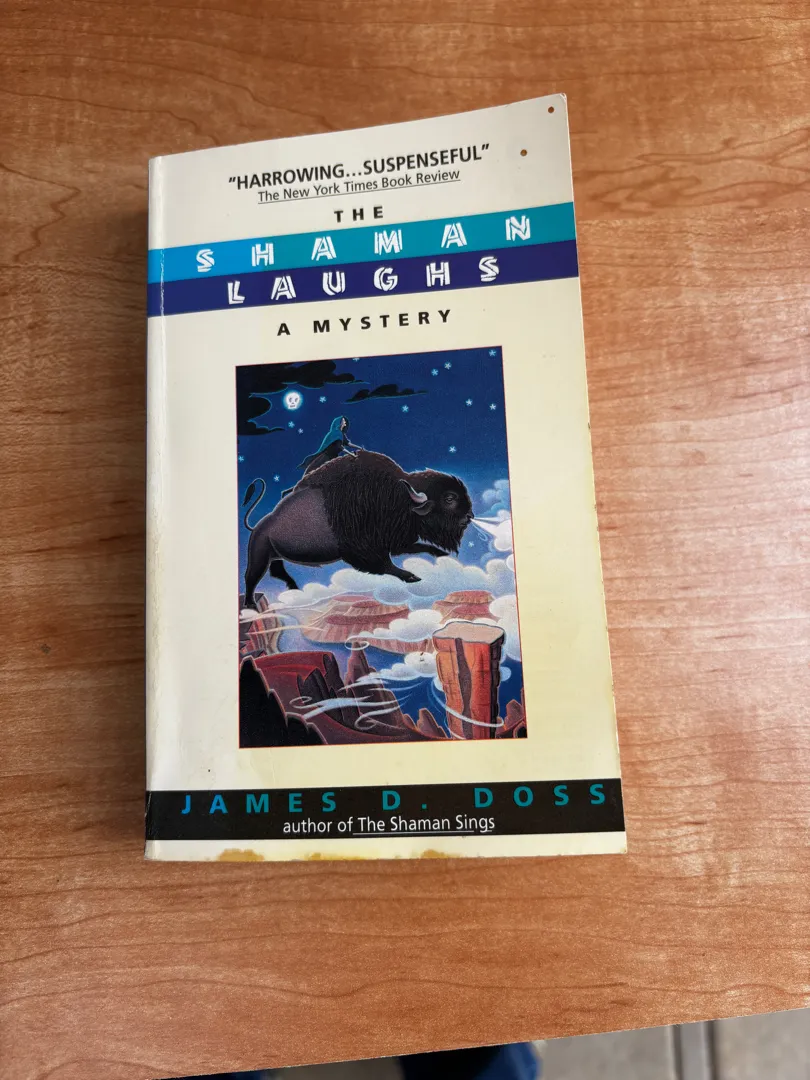 "HARROWING...SUSPENSEFUL"
The New York Times Book Review
THE
SHAMAN
LAUGHS
A MYSTERY
JAMES D. DOSS
author of The Shaman Sings